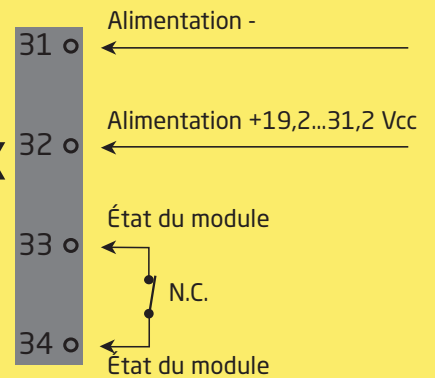 Alimentation -
31
Alimentation +19,2...31,2 Vcc
32
État du module
33
N.C.
34
État du module